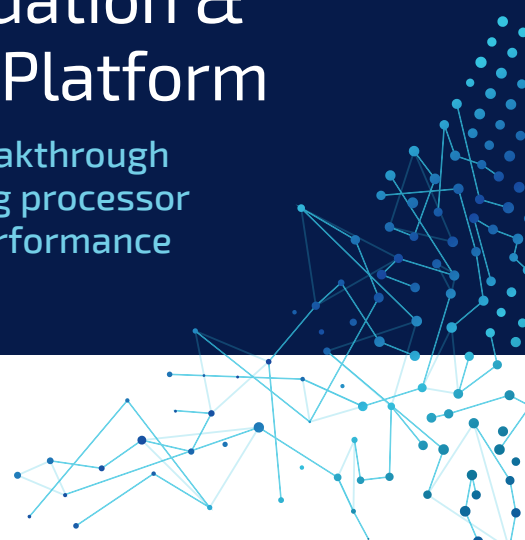 uation &
Platform
akthrough
g processor
rformance